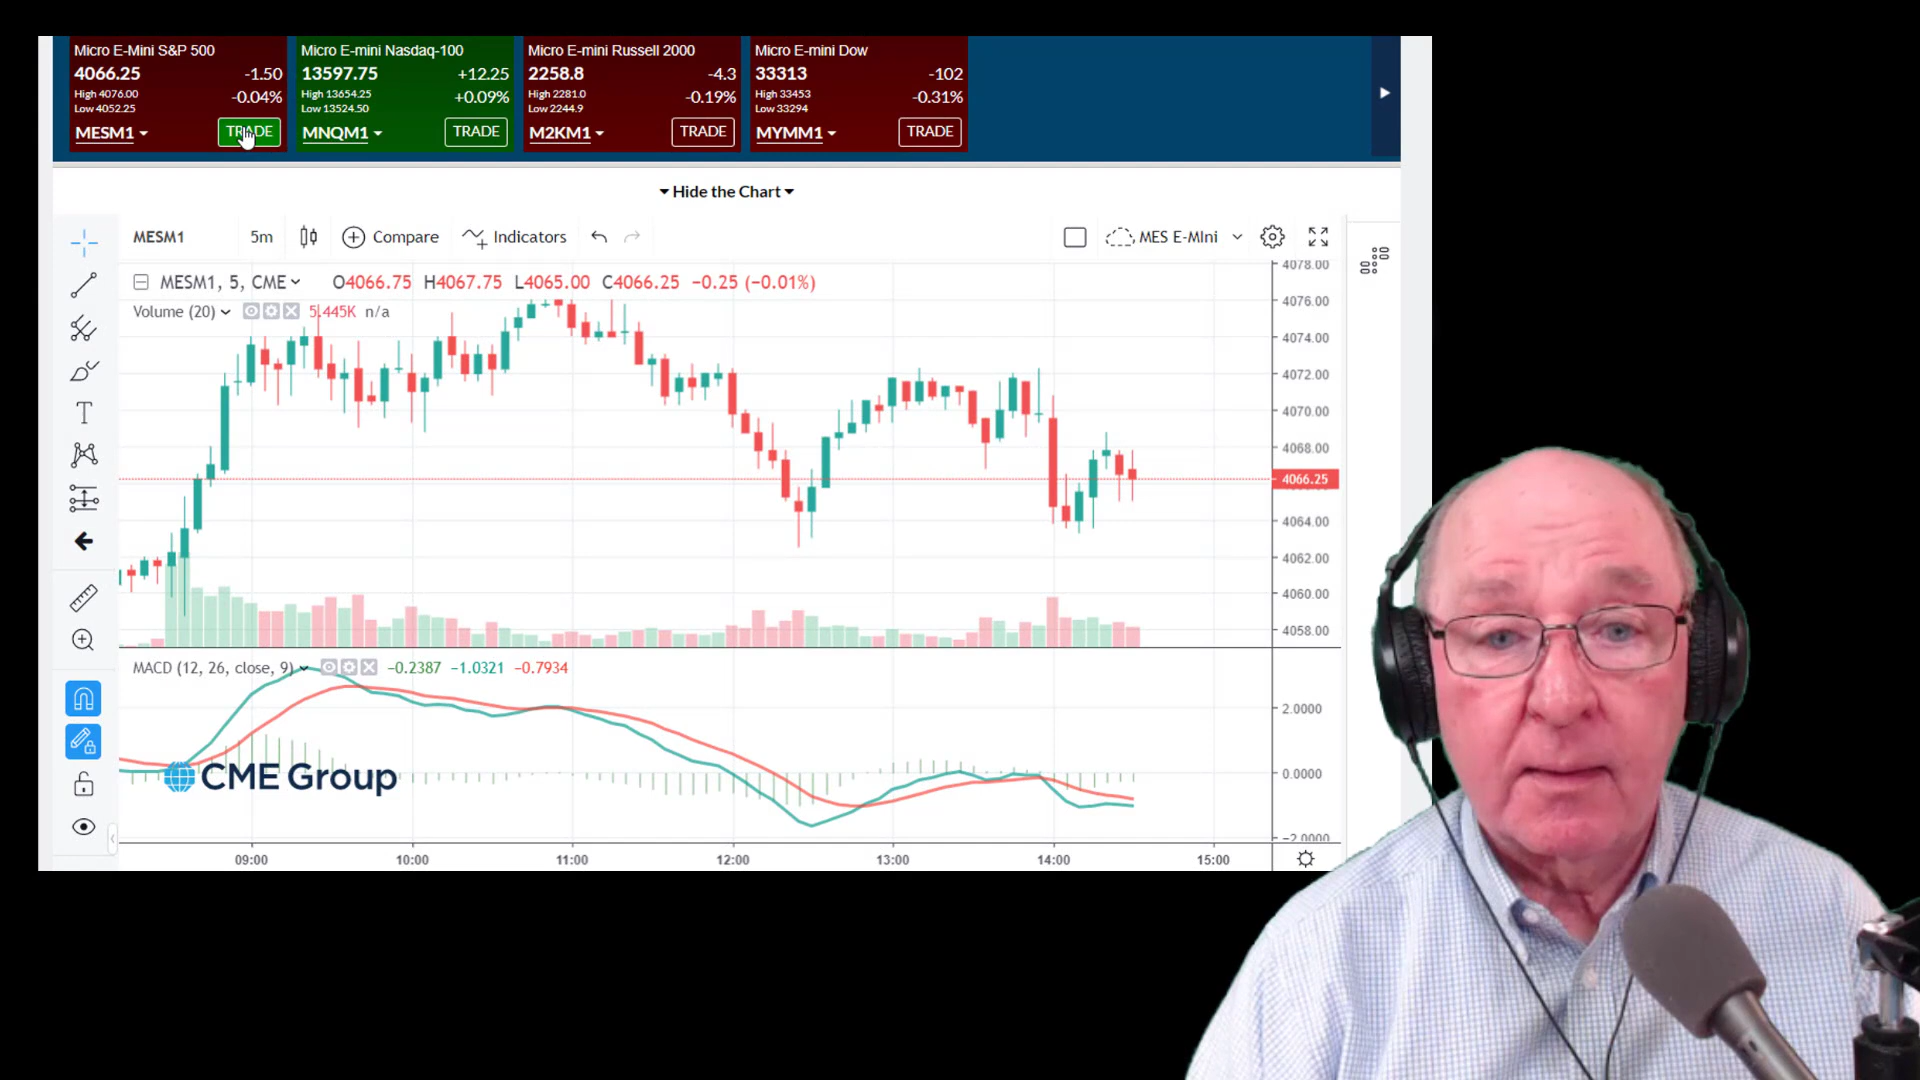 Micro E-Mini S&P 500
4066.25 -1.50
High 4076.00 -0.04%
Low 4052.25
MESM1 TRADE
Micro E-mini Nasdaq-100
13597.75 +12.25
High 13654.25 +0.09%
Low 13524.50
MNQM1 TRADE
Micro E-mini Russell 2000
2258.8 -4.3
High 2281.0 -0.19%
Low 2244.9
M2KM1 TRADE
Micro E-mini Dow
33313 -102
High 33453 -0.31%
Low 33294
MYMM1 TRADE
Hide the Chart
MESM1 5m Compare Indicators MES E-MIni
MESM1, 5, CME O4066.75 H4067.75 L4065.00 C4066.25 −0.25 (−0.01%)
Volume (20) 5.445K n/a
4078.00
4076.00
4074.00
4072.00
4070.00
4068.00
4066.25
4064.00
4062.00
4060.00
4058.00
MACD (12, 26, close, 9) −0.2387 −1.0321 −0.7934
2.0000
0.0000
−2.0000
CME Group
09:00 10:00 11:00 12:00 13:00 14:00 15:00